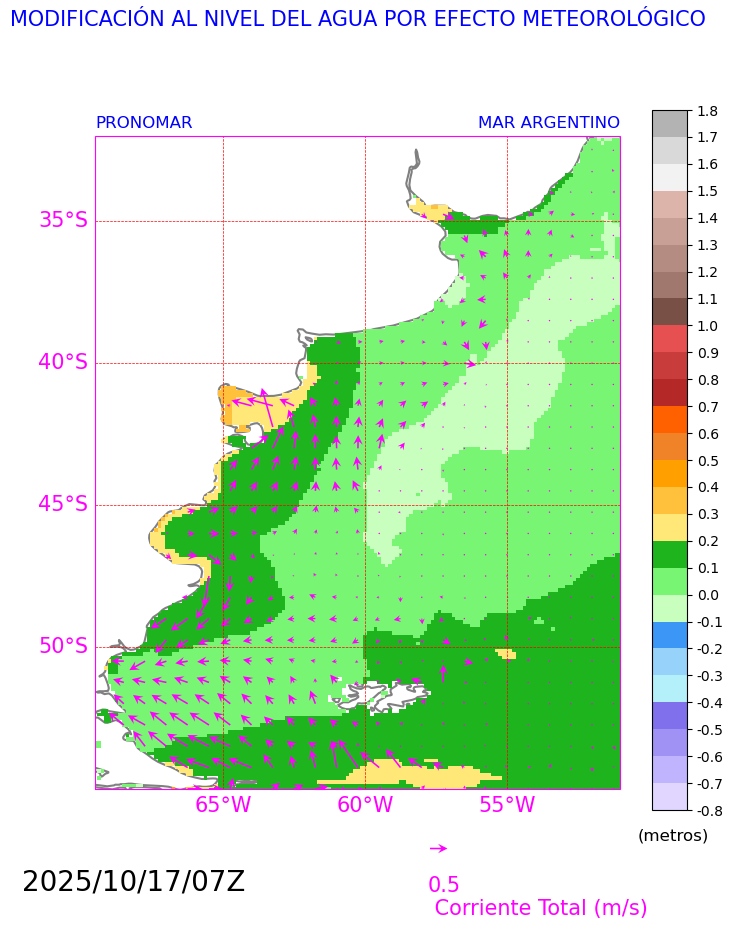 MODIFICACIÓN AL NIVEL DEL AGUA POR EFECTO METEOROLÓGICO
PRONOMAR MAR ARGENTINO
35°S
40°S
45°S
50°S
65°W 60°W 55°W
1.8
1.7
1.6
1.5
1.4
1.3
1.2
1.1
1.0
0.9
0.8
0.7
0.6
0.5
0.4
0.3
0.2
0.1
0.0
-0.1
-0.2
-0.3
-0.4
-0.5
-0.6
-0.7
-0.8
(metros)
2025/10/17/07Z
0.5
Corriente Total (m/s)